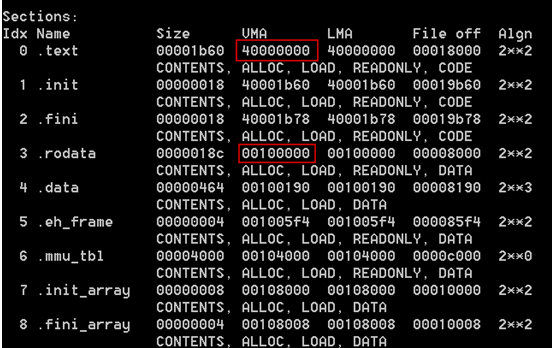 Sections:
Idx Name Size VMA LMA File off Algn
0 .text 00001b60 40000000 40000000 00018000 2**2
CONTENTS, ALLOC, LOAD, READONLY, CODE
1 .init 00000018 40001b60 40001b60 00019b60 2**2
CONTENTS, ALLOC, LOAD, READONLY, CODE
2 .fini 00000018 40001b78 40001b78 00019b78 2**2
CONTENTS, ALLOC, LOAD, READONLY, CODE
3 .rodata 0000018c 00100000 00100000 00008000 2**2
CONTENTS, ALLOC, LOAD, READONLY, DATA
4 .data 00000464 00100190 00100190 00008190 2**3
CONTENTS, ALLOC, LOAD, DATA
5 .eh_frame 00000004 001005f4 001005f4 000085f4 2**2
CONTENTS, ALLOC, LOAD, READONLY, DATA
6 .mmu_tbl 00004000 00104000 00104000 0000c000 2**0
CONTENTS, ALLOC, LOAD, READONLY, DATA
7 .init_array 00000008 00108000 00108000 00010000 2**2
CONTENTS, ALLOC, LOAD, DATA
8 .fini_array 00000004 00108008 00108008 00010008 2**2
CONTENTS, ALLOC, LOAD, DATA